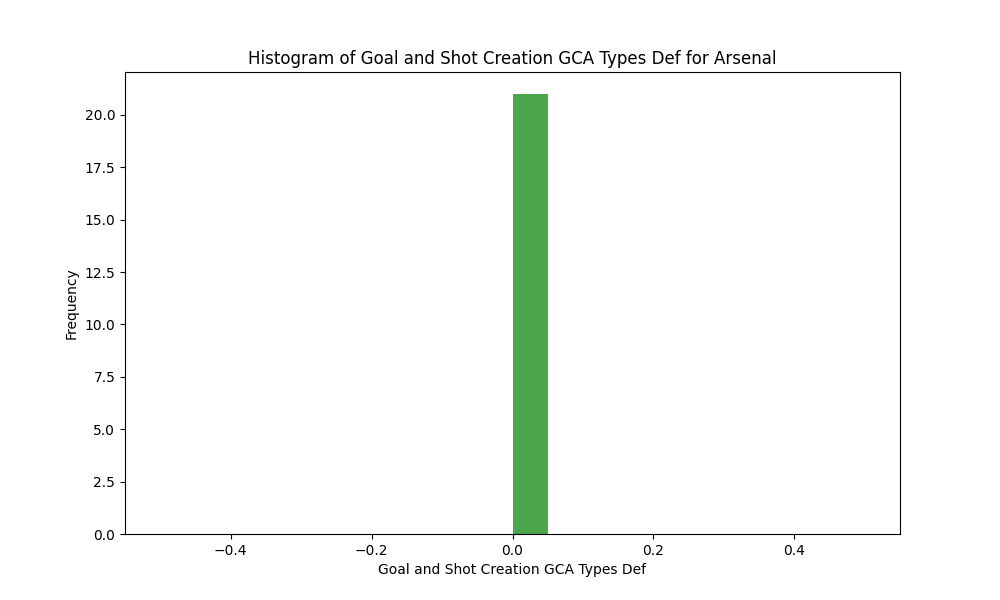 Histogram of Goal and Shot Creation GCA Types Def for Arsenal
20.0
17.5
15.0
12.5
10.0
7.5
5.0
2.5
0.0
Frequency
−0.4 −0.2 0.0 0.2 0.4
Goal and Shot Creation GCA Types Def